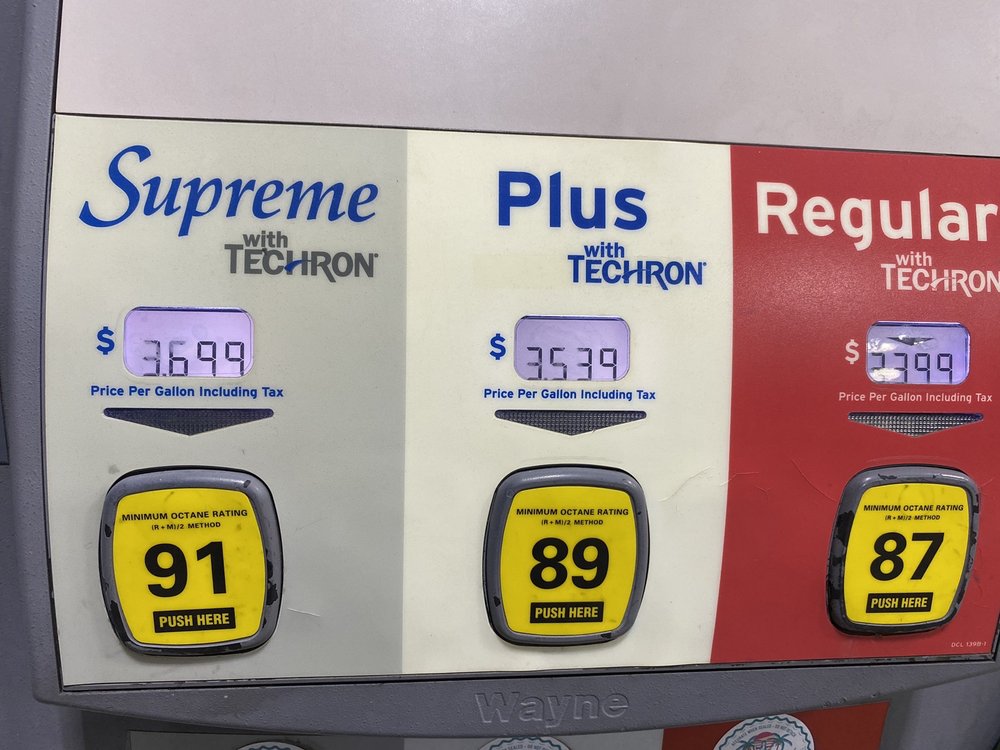 Supreme
with
TECHRON
$ 3.699
Price Per Gallon Including Tax
MINIMUM OCTANE RATING
(R + M)/2 METHOD
91
PUSH HERE
Plus
with
TECHRON
$ 3.539
Price Per Gallon Including Tax
MINIMUM OCTANE RATING
(R + M)/2 METHOD
89
PUSH HERE
Regular
with
TECHRON
$
Price Per Gallon Including Tax
MINIMUM OCTANE RATING
(R + M)/2 METHOD
87
PUSH HERE
DCL 139B-1
Wayne